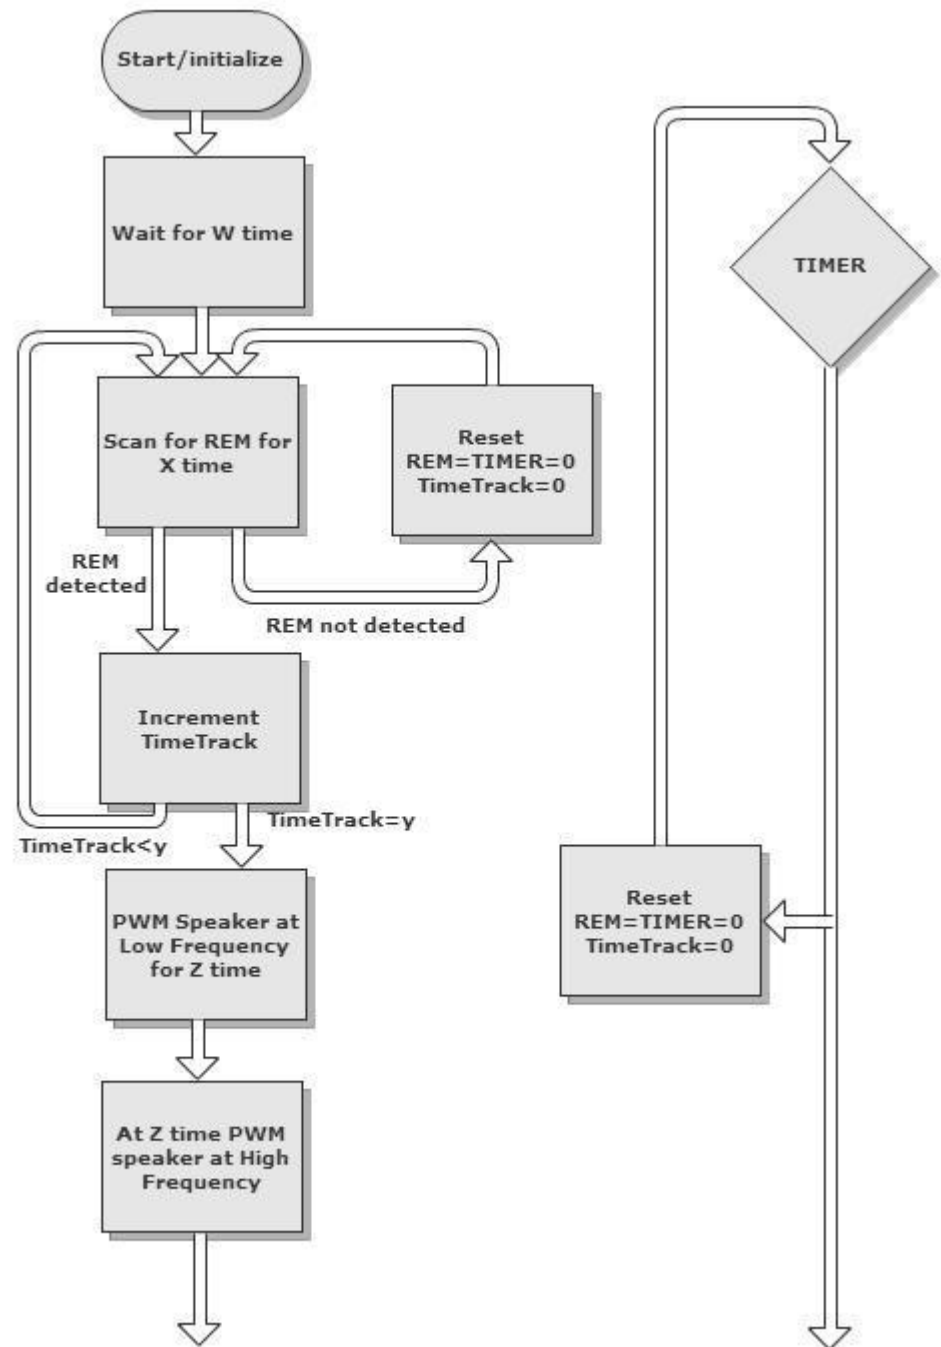 Start/initialize
Wait for W time
Scan for REM for
X time
Reset
REM=TIMER=0
TimeTrack=0
REM
detected
REM not detected
Increment
TimeTrack
TimeTrack<y
TimeTrack=y
PWM Speaker at
Low Frequency
for Z time
At Z time PWM
speaker at High
Frequency
TIMER
Reset
REM=TIMER=0
TimeTrack=0